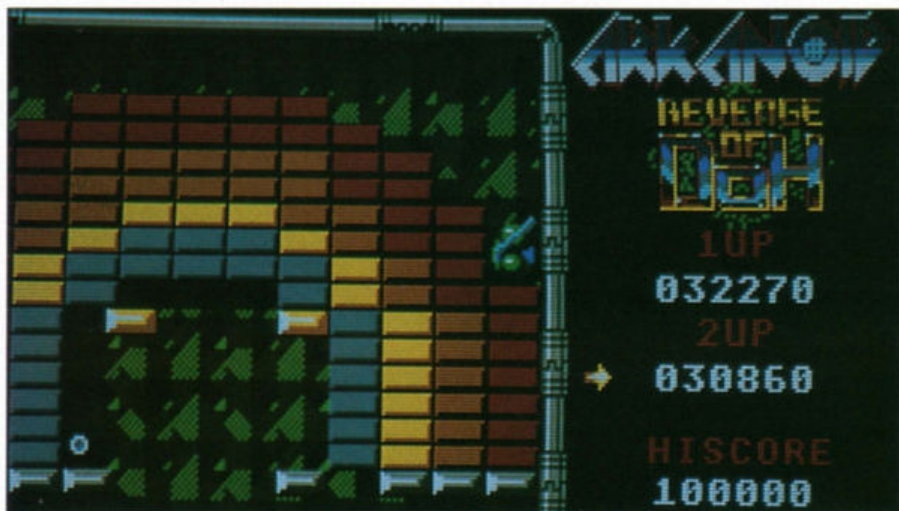 ARKANOID
REVENGE
OF
DOH
1UP
032270
2UP
030860
HISCORE
100000